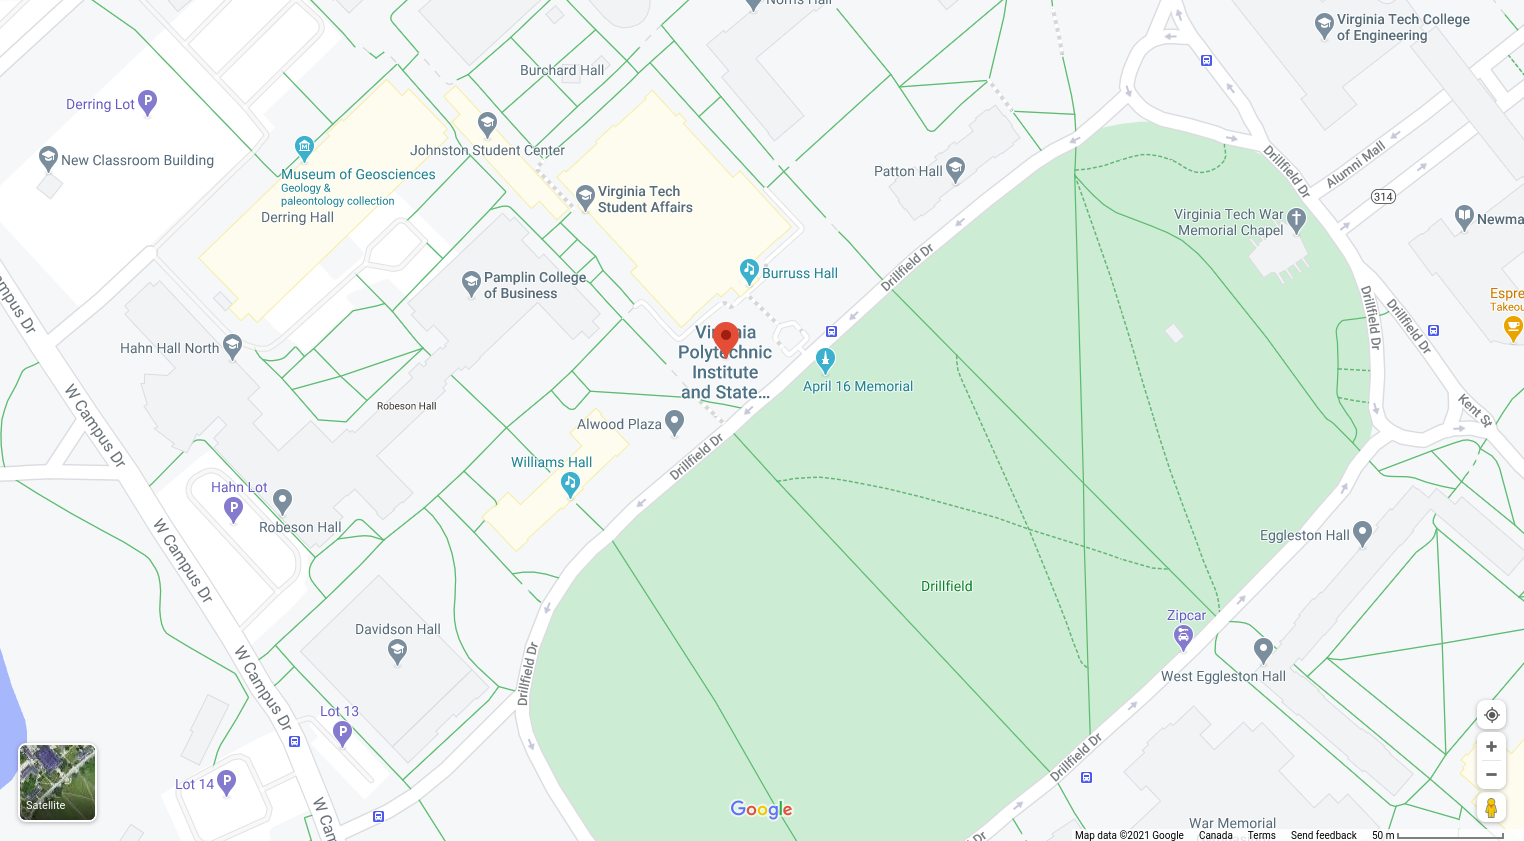 Norris Hall
Virginia Tech College
of Engineering
Burchard Hall
Derring Lot
P
Johnston Student Center
New Classroom Building
Museum of Geosciences
Geology &
paleontology collection
Derring Hall
Virginia Tech
Student Affairs
Patton Hall
Drillfield Dr
Alumni Mall
314
Virginia Tech War
Memorial Chapel
Newma
Pamplin College
of Business
Burruss Hall
Drillfield Dr
Drillfield Dr
Drillfield Dr
Espre
Takeou
ampus Dr
Hahn Hall North
Polytechnic
Institute
and State...
April 16 Memorial
W Campus Dr
Robeson Hall
Alwood Plaza
Kent St
Drillfield Dr
Williams Hall
Hahn Lot
P
Robeson Hall
W Campus Dr
Eggleston Hall
Drillfield
Zipcar
Davidson Hall
Drillfield Dr
West Eggleston Hall
W Campus Dr
Lot 13
P
Drillfield Dr
Lot 14
P
Satellite
W Cam
Google
War Memorial
Dr
Map data ©2021 Google
Canada
Terms
Send feedback
50 m